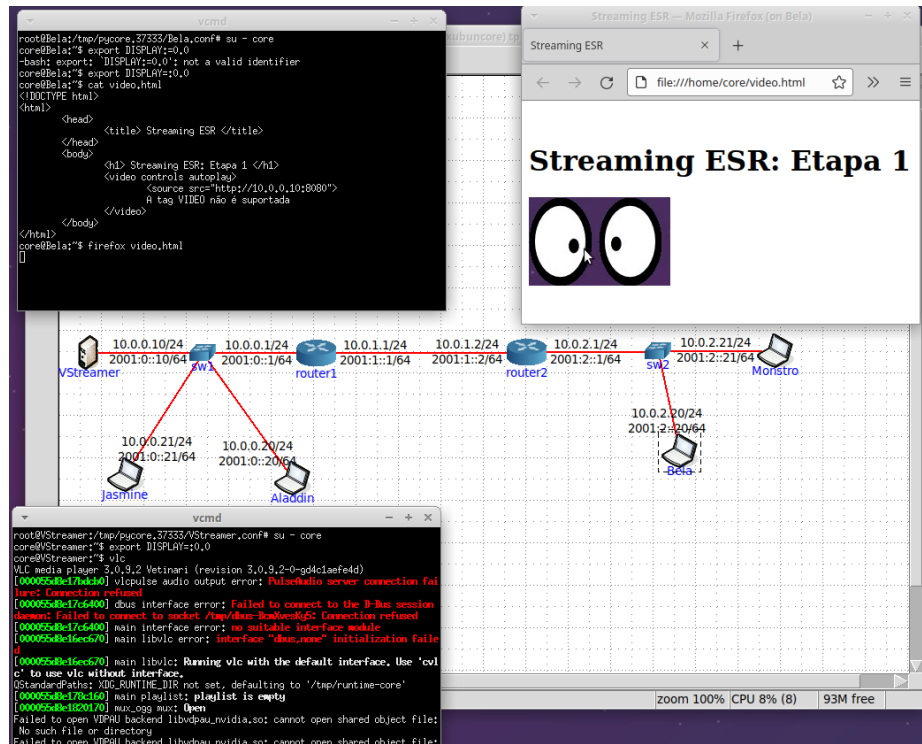 vcmd
root@Bela:/tmp/pycore.37333/Bela.conf# su - core
core@Bela:~$ export DISPLAY:=0.0
-bash: export: `DISPLAY:=0.0': not a valid identifier
core@Bela:~$ export DISPLAY=:0.0
core@Bela:~$ cat video.html
<!DOCTYPE html>
<html>
<head>
<title> Streaming ESR </title>
</head>
<body>
<h1> Streaming ESR: Etapa 1 </h1>
<video controls autoplay>
<source src="http://10.0.0.10:8080">
A tag VIDEO não é suportada
</video>
</body>
</html>
core@Bela:~$ firefox video.html
xubuncore) tp
Streaming ESR — Mozilla Firefox (on Bela)
Streaming ESR
file:///home/core/video.html
Streaming ESR: Etapa 1
10.0.0.10/24
2001:0::10/64
VStreamer
sw1
10.0.0.1/24
2001:0::1/64
router1
10.0.1.1/24
2001:1::1/64
10.0.1.2/24
2001:1::2/64
router2
10.0.2.1/24
2001:2::1/64
sw2
10.0.2.21/24
2001:2::21/64
Monstro
10.0.0.21/24
2001:0::21/64
Jasmine
10.0.0.20/24
2001:0::20/64
Aladdin
10.0.2.20/24
2001:2::20/64
Bela
vcmd
root@VStreamer:/tmp/pycore.37333/VStreamer.conf# su - core
core@VStreamer:~$ export DISPLAY=:0.0
core@VStreamer:~$ vlc
VLC media player 3.0.9.2 Vetinari (revision 3.0.9.2-0-gd4c1aefe4d)
vlcpulse audio output error: PulseAudio server connection fai
lure: Connection refused
[000055d8e17c6400] dbus interface error: Failed to connect to the D-Bus session
daemon: Failed to connect to socket Connection refused
[000055d8e17c6400] main interface error: no suitable interface module
[000055d8e16ec670] main libvlc error: interface "dbus,none" initialization faile
d
[000055d8e16ec670] main libvlc: Running vlc with the default interface. Use 'cvl
c' to use vlc without interface.
QStandardPaths: XDG_RUNTIME_DIR not set, defaulting to '/tmp/runtime-core'
[000055d8e178c160] main playlist: playlist is empty
[000055d8e1820170] mux_ogg mux: Open
Failed to open VDPAU backend libvdpau_nvidia.so: cannot open shared object file:
No such file or directory
Failed to open VDPAU backend libvdpau_nvidia.so: cannot open shared object file:
zoom 100%
CPU 8% (8)
93M free